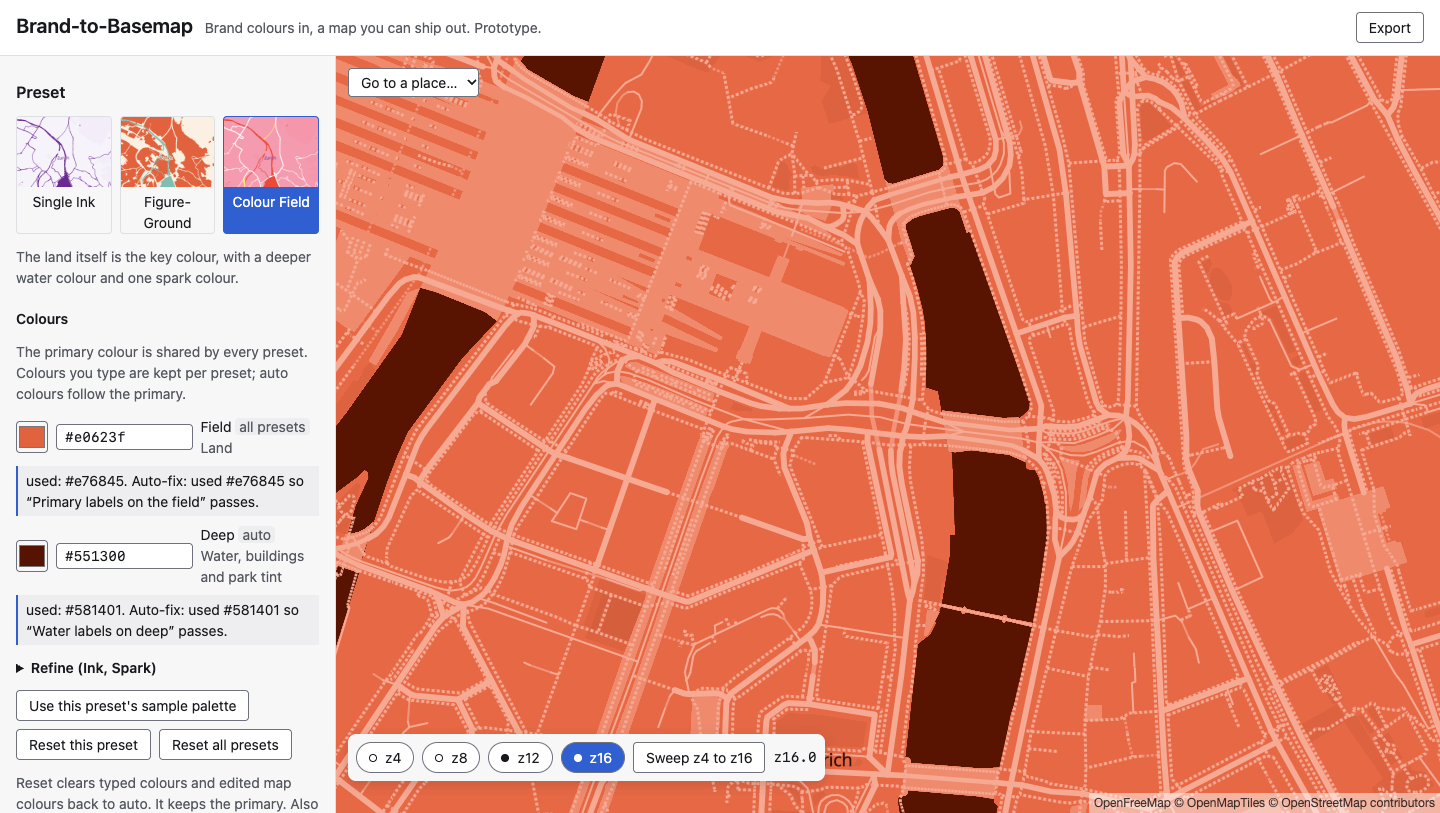 Brand-to-Basemap Brand colours in, a map you can ship out. Prototype. Export
Preset
Go to a place...
Single Ink
Figure-
Ground
Colour Field
The land itself is the key colour, with a deeper
water colour and one spark colour.
Colours
The primary colour is shared by every preset.
Colours you type are kept per preset; auto
colours follow the primary.
#e0623f
Field all presets
Land
used: #e76845. Auto-fix: used #e76845 so
“Primary labels on the field” passes.
#551300
Deep auto
Water, buildings
and park tint
used: #581401. Auto-fix: used #581401 so
“Water labels on deep” passes.
Refine (Ink, Spark)
Use this preset's sample palette
Reset this preset Reset all presets
Reset clears typed colours and edited map
colours back to auto. It keeps the primary. Also
z4 z8 z12 z16 Sweep z4 to z16 z16.0
rich
OpenFreeMap © OpenMapTiles © OpenStreetMap contributors